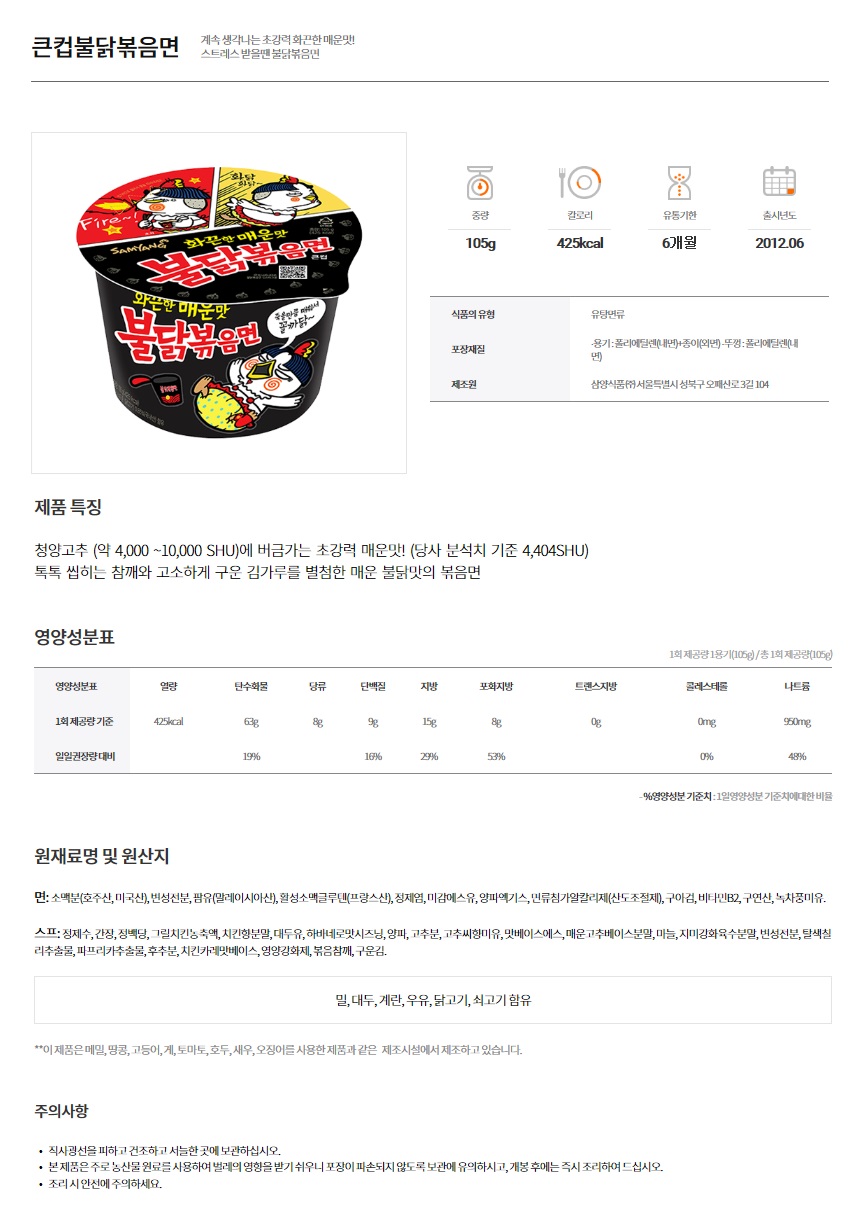 큰컵불닭볶음면
계속 생각나는 초강력 화끈한 매운맛!
스트레스 받을땐 불닭볶음면
Fire~!
화닥
화닥~
SAMYANG
화끈한 매운맛
불닭볶음면
큰컵
화끈한 매운맛
불닭볶음면
중량
105g
칼로리
425kcal
유통기한
6개월
출시년도
2012.06
식품의 유형 유탕면류
포장재질 -용기 : 폴리에틸렌(내면)+종이(외면) -뚜껑 : 폴리에틸렌(내
면)
제조원 삼양식품㈜ 서울특별시 성북구 오패산로3길 104
제품 특징
청양고추 (약 4,000 ~10,000 SHU)에 버금가는 초강력 매운맛! (당사 분석치 기준 4,404SHU)
톡톡 씹히는 참깨와 고소하게 구운 김가루를 별첨한 매운 불닭맛의 볶음면
영양성분표
1회 제공량 1용기(105g) / 총 1회 제공량(105g)
영양성분표 열량 탄수화물 당류 단백질 지방 포화지방 트랜스지방 콜레스테롤 나트륨
1회 제공량 기준 425kcal 63g 8g 9g 15g 8g 0g 0mg 950mg
일일권장량 대비 19% 16% 29% 53% 0% 48%
- %영양성분 기준치 : 1일영양성분 기준치에대한 비율
원재료명 및 원산지
면: 소맥분(호주산, 미국산), 변성전분, 팜유(말레이시아산), 활성소맥글루텐(프랑스산), 정제염, 미감에스유, 양파엑기스, 면류첨가알칼리제(산도조절제), 구아검, 비타민B2, 구연산, 녹차풍미유.
스프: 정제수, 간장, 정백당, 그릴치킨농축액, 치킨향분말, 대두유, 하바네로맛시즈닝, 양파, 고추분, 고추씨향미유, 맛베이스에스, 매운고추베이스분말, 마늘, 지미강화육수분말, 변성전분, 탈색칠
리추출물, 파프리카추출물, 후추분, 치킨카레맛베이스, 영양강화제, 볶음참깨, 구운김.
밀, 대두, 계란, 우유, 닭고기, 쇠고기 함유
**이 제품은 메밀, 땅콩, 고등어, 게, 토마토, 호두, 새우, 오징어를 사용한 제품과 같은 제조시설에서 제조하고 있습니다.
주의사항
• 직사광선을 피하고 건조하고 서늘한 곳에 보관하십시오.
• 본 제품은 주로 농산물 원료를 사용하여 벌레의 영향을 받기 쉬우니 포장이 파손되지 않도록 보관에 유의하시고, 개봉 후에는 즉시 조리하여 드십시오.
• 조리 시 안전에 주의하세요.